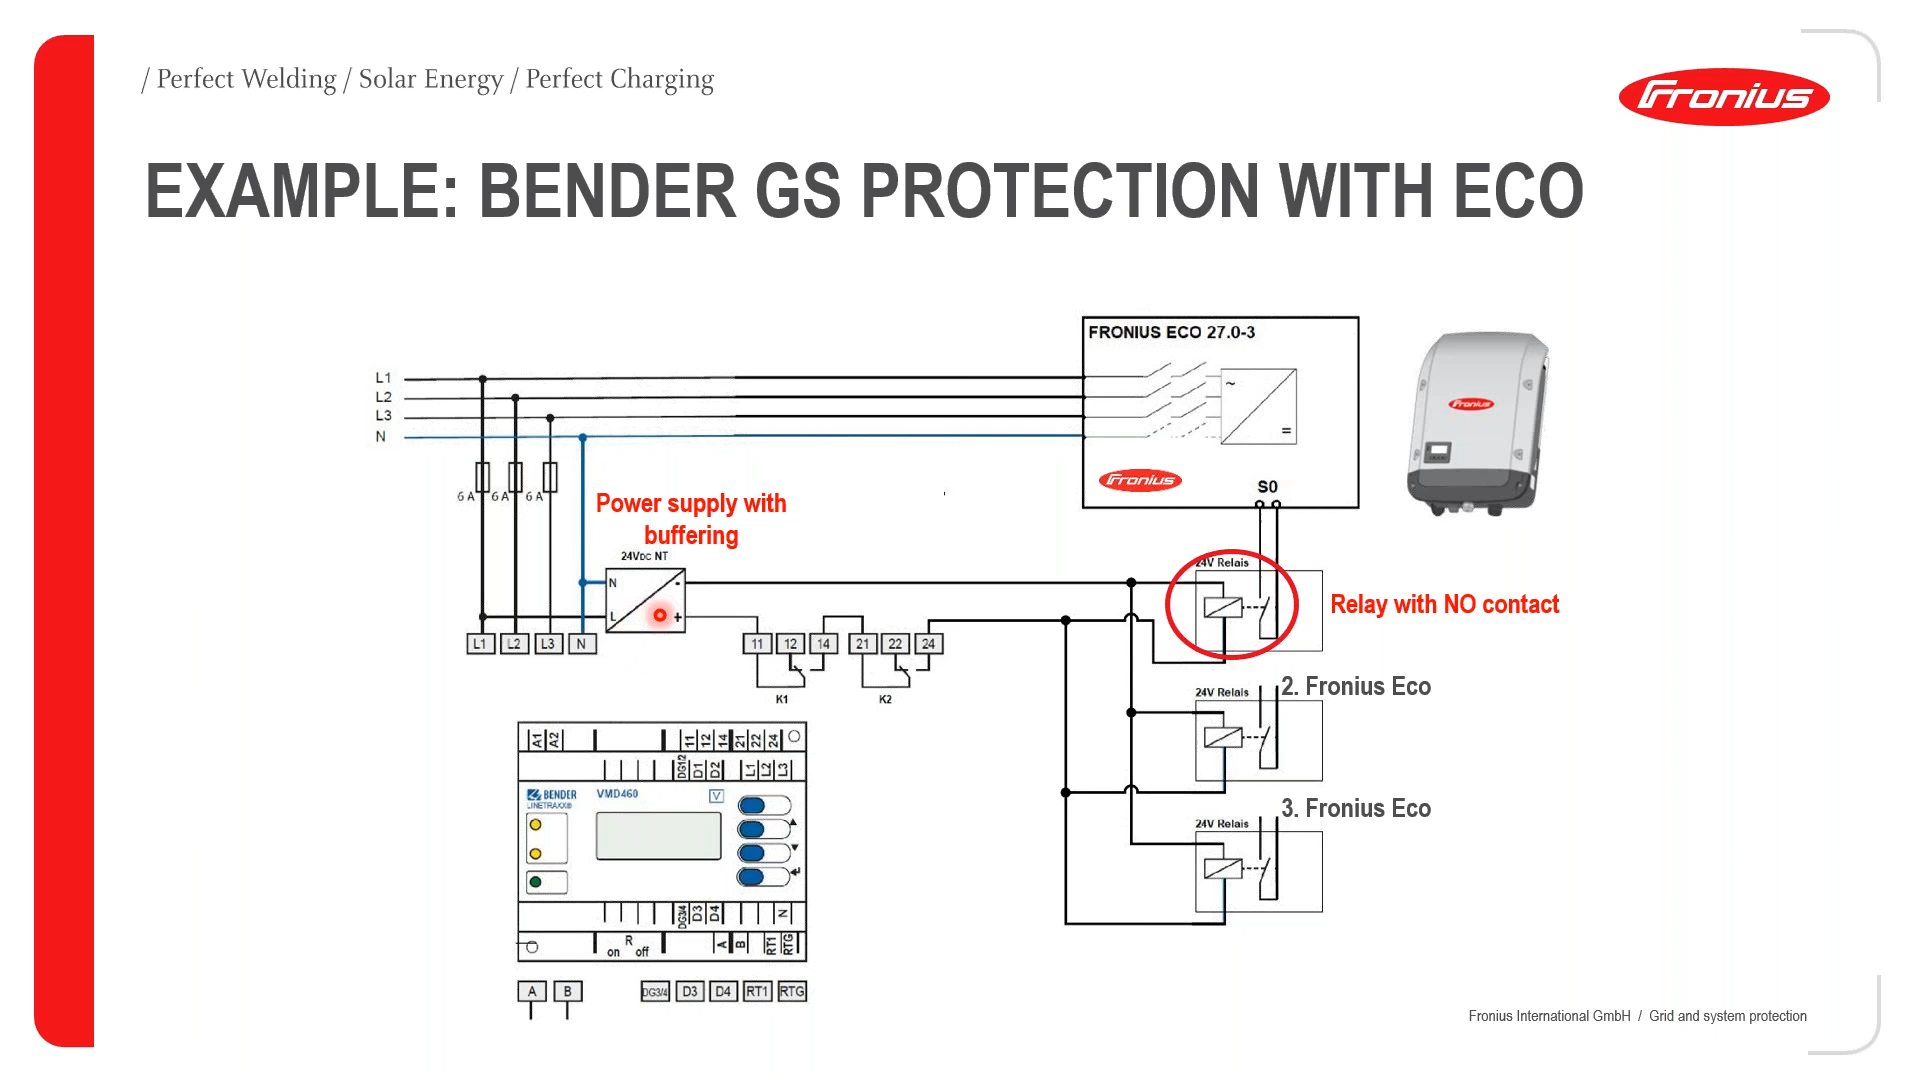 / Perfect Welding / Solar Energy / Perfect Charging
Fronius
EXAMPLE: BENDER GS PROTECTION WITH ECO
FRONIUS ECO 27.0-3
L1
L2
L3
N
~
=
Fronius
Fronius
S0
6 A
6 A
6 A
Power supply with
buffering
24VDC NT
N
-
L
+
24V Relais
Relay with NO contact
L1
L2
L3
N
11
12
14
21
22
24
K1
K2
24V Relais
2. Fronius Eco
24V Relais
3. Fronius Eco
A1
A2
11
12
14
21
22
24
DG1/2
D1
D2
L1
L2
L3
BENDER
LINETRAXX®
VMD460
V
DG3/4
D3
D4
N
R
on
off
A
B
RT1
RTG
A
B
DG3/4
D3
D4
RT1
RTG
Fronius International GmbH / Grid and system protection